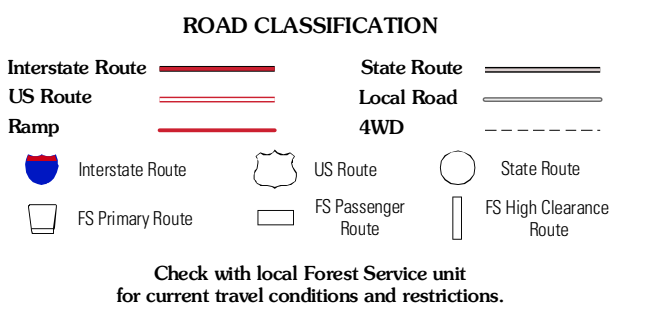 ROAD CLASSIFICATION
Interstate Route
State Route
US Route
Local Road
Ramp
4WD
Interstate Route
US Route
State Route
FS Primary Route
FS Passenger
Route
FS High Clearance
Route
Check with local Forest Service unit
for current travel conditions and restrictions.